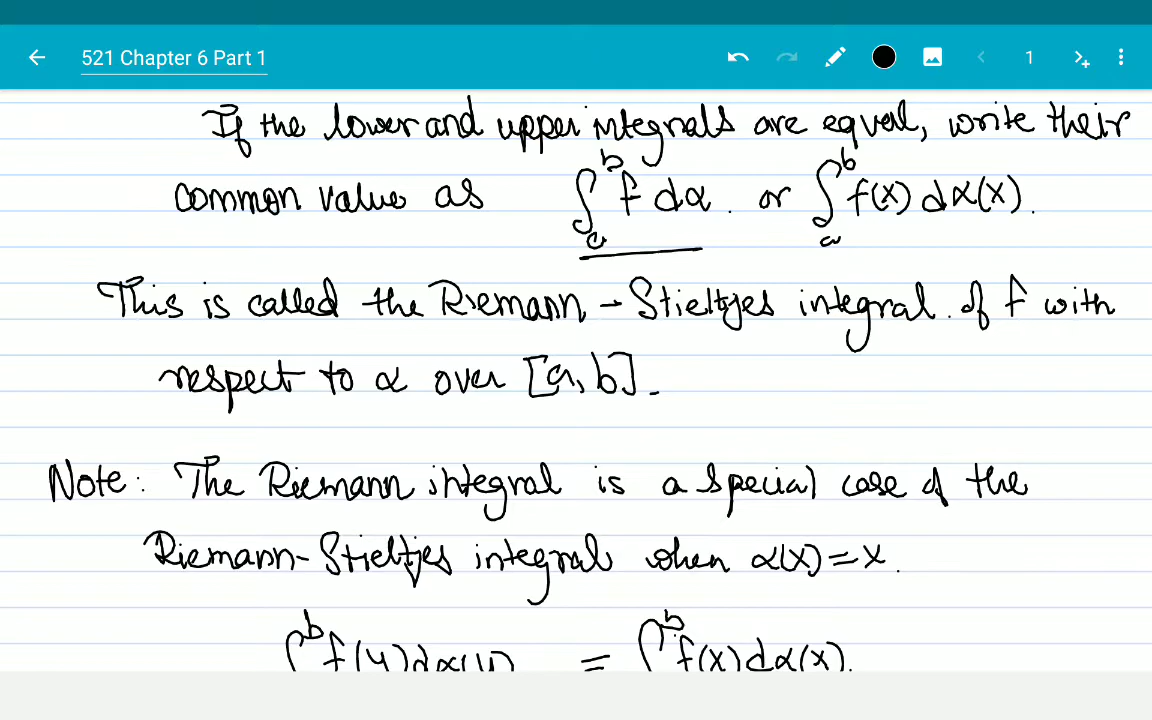 521 Chapter 6 Part 1
1
If the lower and upper integrals are equal, write their
common value as ∫_a^b f dα. or ∫_a^b f(x) dα(x).
This is called the Riemann-Stieltjes integral. of f with
respect to α over [a, b].
Note: The Riemann integral is a special case of the
Riemann-Stieltjes integral when α(x) = x.
∫^b f(y) dα(y) = ∫^b f(x) dα(x).